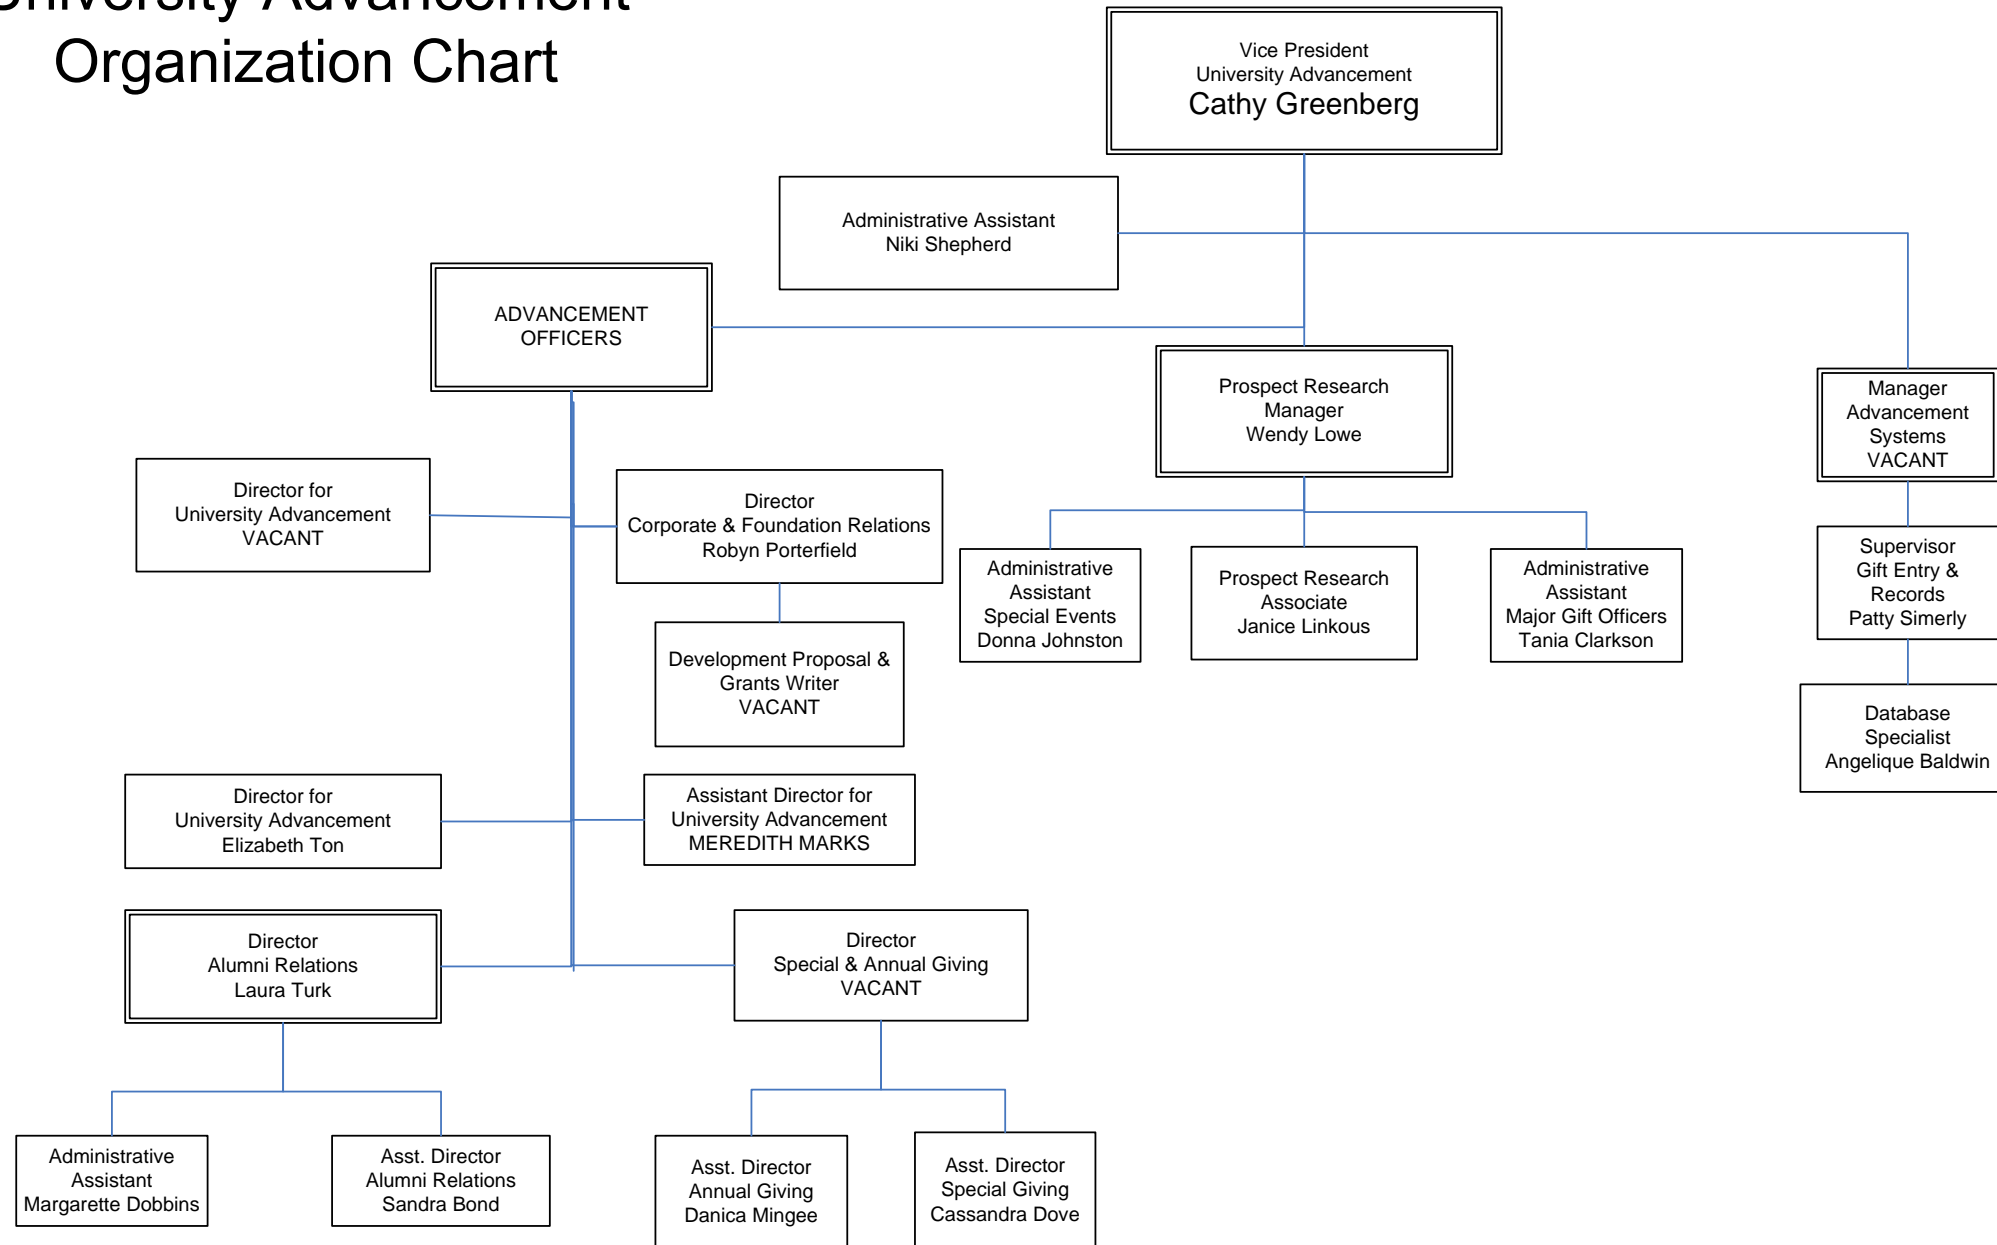 University Advancement
Organization Chart
Vice President
University Advancement
Cathy Greenberg
Administrative Assistant
Niki Shepherd
ADVANCEMENT
OFFICERS
Prospect Research
Manager
Wendy Lowe
Manager
Advancement
Systems
VACANT
Director for
University Advancement
VACANT
Director
Corporate & Foundation Relations
Robyn Porterfield
Administrative
Assistant
Special Events
Donna Johnston
Prospect Research
Associate
Janice Linkous
Administrative
Assistant
Major Gift Officers
Tania Clarkson
Supervisor
Gift Entry &
Records
Patty Simerly
Development Proposal &
Grants Writer
VACANT
Database
Specialist
Angelique Baldwin
Director for
University Advancement
Elizabeth Ton
Assistant Director for
University Advancement
MEREDITH MARKS
Director
Alumni Relations
Laura Turk
Director
Special & Annual Giving
VACANT
Administrative
Assistant
Margarette Dobbins
Asst. Director
Alumni Relations
Sandra Bond
Asst. Director
Annual Giving
Danica Mingee
Asst. Director
Special Giving
Cassandra Dove